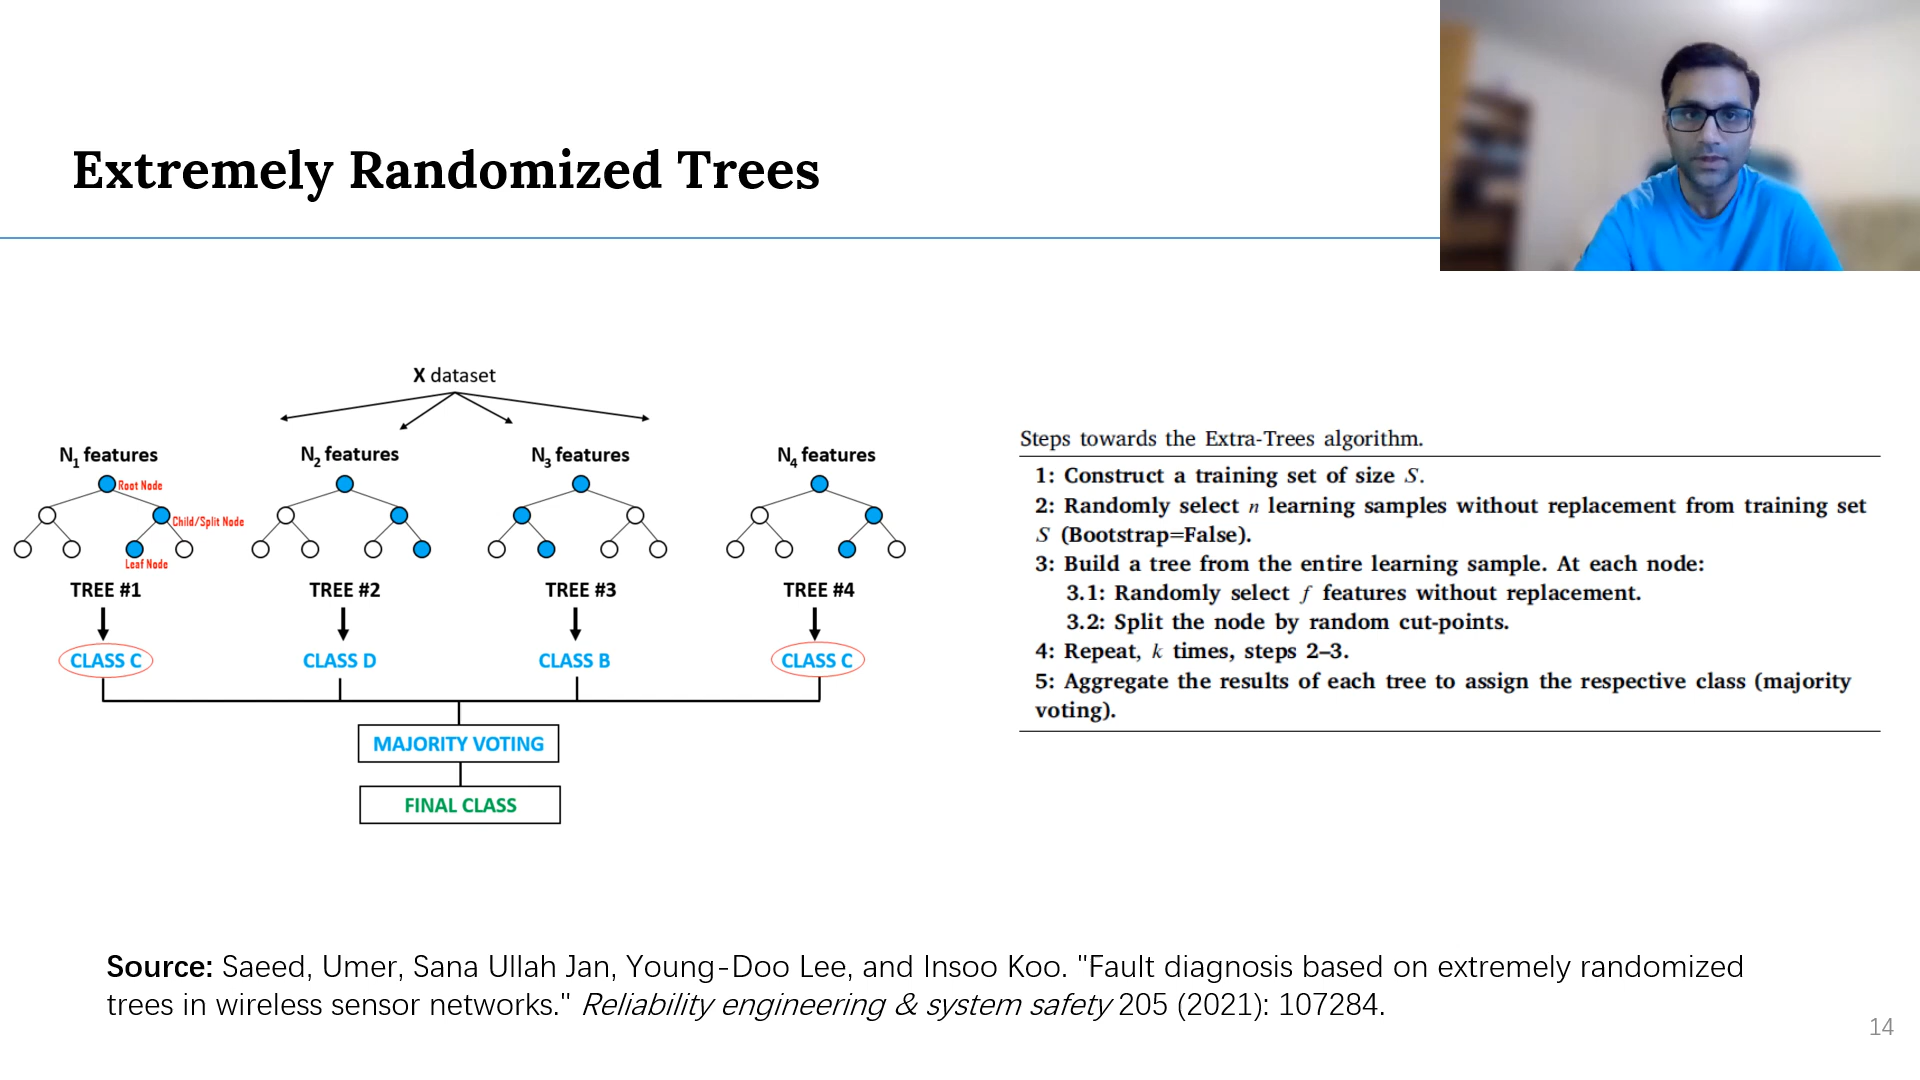 Extremely Randomized Trees
X dataset
N1 features
N2 features
N3 features
N4 features
Root Node
Child/Split Node
Leaf Node
TREE #1
TREE #2
TREE #3
TREE #4
CLASS C
CLASS D
CLASS B
CLASS C
MAJORITY VOTING
FINAL CLASS
Steps towards the Extra-Trees algorithm.
1: Construct a training set of size S.
2: Randomly select n learning samples without replacement from training set
S (Bootstrap=False).
3: Build a tree from the entire learning sample. At each node:
3.1: Randomly select f features without replacement.
3.2: Split the node by random cut-points.
4: Repeat, k times, steps 2–3.
5: Aggregate the results of each tree to assign the respective class (majority
voting).
Source: Saeed, Umer, Sana Ullah Jan, Young-Doo Lee, and Insoo Koo. "Fault diagnosis based on extremely randomized
trees in wireless sensor networks." Reliability engineering & system safety 205 (2021): 107284.
14